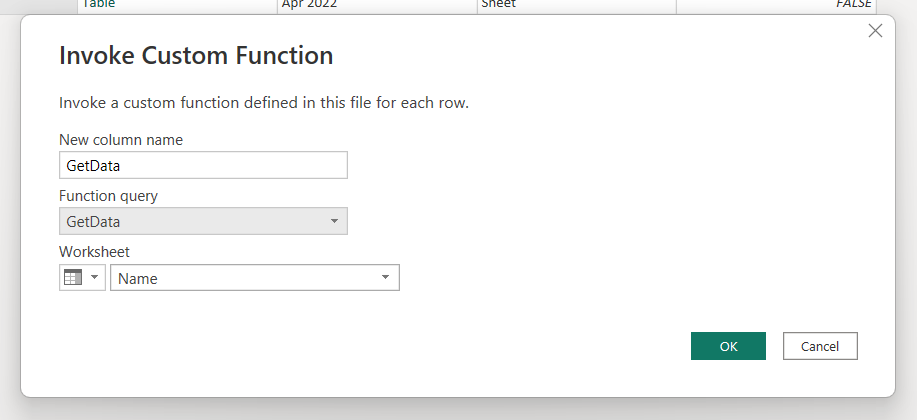 Table Apr 2022 Sheet FALSE
Invoke Custom Function
Invoke a custom function defined in this file for each row.
New column name
GetData
Function query
GetData
Worksheet
Name
OK Cancel